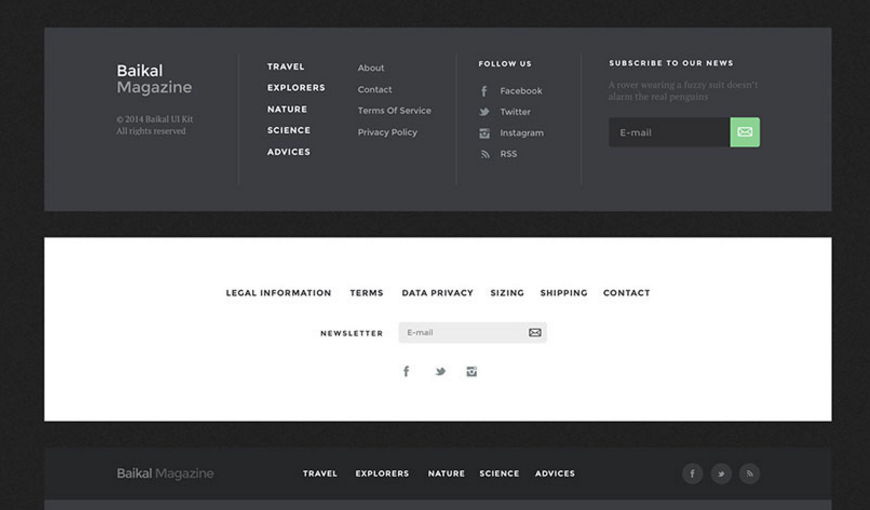 Baikal
Magazine
© 2014 Baikal UI Kit
All rights reserved
TRAVEL
EXPLORERS
NATURE
SCIENCE
ADVICES
About
Contact
Terms Of Service
Privacy Policy
FOLLOW US
Facebook
Twitter
Instagram
RSS
SUBSCRIBE TO OUR NEWS
A rover wearing a fuzzy suit doesn't
alarm the real penguins
E-mail
LEGAL INFORMATION TERMS DATA PRIVACY SIZING SHIPPING CONTACT
NEWSLETTER E-mail
Baikal Magazine TRAVEL EXPLORERS NATURE SCIENCE ADVICES